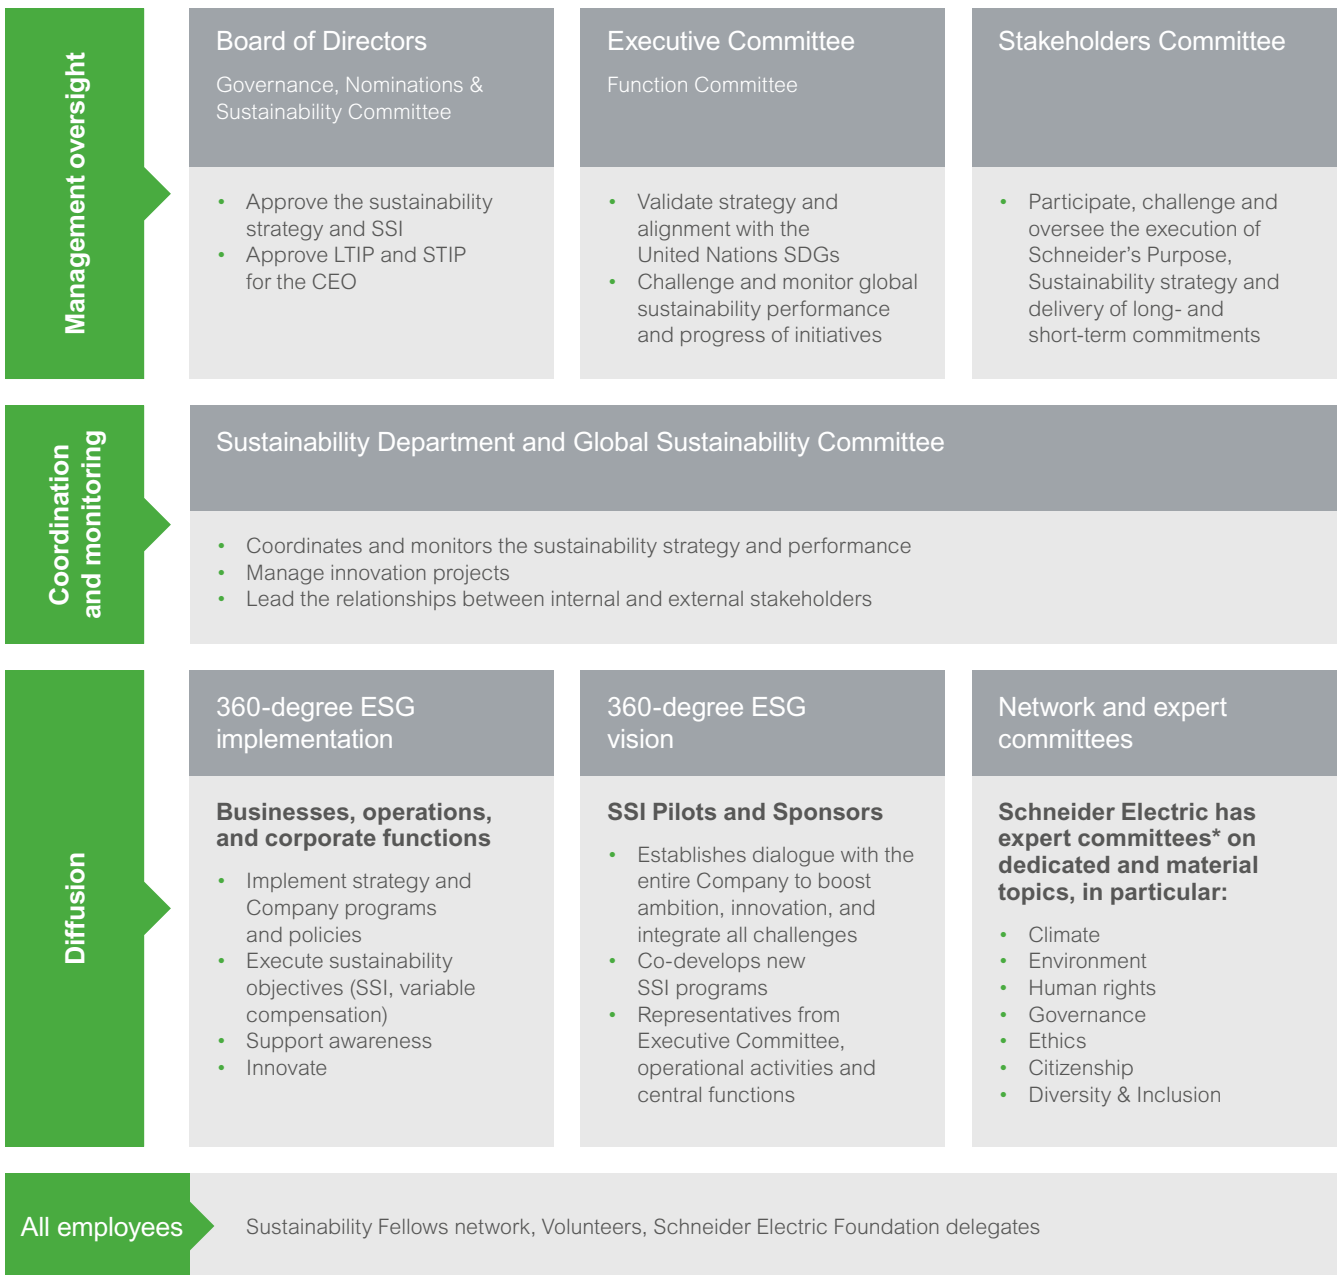 Management oversight
Board of Directors
Governance, Nominations &
Sustainability Committee
• Approve the sustainability
strategy and SSI
• Approve LTIP and STIP
for the CEO
Executive Committee
Function Committee
• Validate strategy and
alignment with the
United Nations SDGs
• Challenge and monitor global
sustainability performance
and progress of initiatives
Stakeholders Committee
• Participate, challenge and
oversee the execution of
Schneider's Purpose,
Sustainability strategy and
delivery of long- and
short-term commitments
Coordination
and monitoring
Sustainability Department and Global Sustainability Committee
• Coordinates and monitors the sustainability strategy and performance
• Manage innovation projects
• Lead the relationships between internal and external stakeholders
Diffusion
360-degree ESG
implementation
Businesses, operations,
and corporate functions
• Implement strategy and
Company programs
and policies
• Execute sustainability
objectives (SSI, variable
compensation)
• Support awareness
• Innovate
360-degree ESG
vision
SSI Pilots and Sponsors
• Establishes dialogue with the
entire Company to boost
ambition, innovation, and
integrate all challenges
• Co-develops new
SSI programs
• Representatives from
Executive Committee,
operational activities and
central functions
Network and expert
committees
Schneider Electric has
expert committees* on
dedicated and material
topics, in particular:
• Climate
• Environment
• Human rights
• Governance
• Ethics
• Citizenship
• Diversity & Inclusion
All employees
Sustainability Fellows network, Volunteers, Schneider Electric Foundation delegates